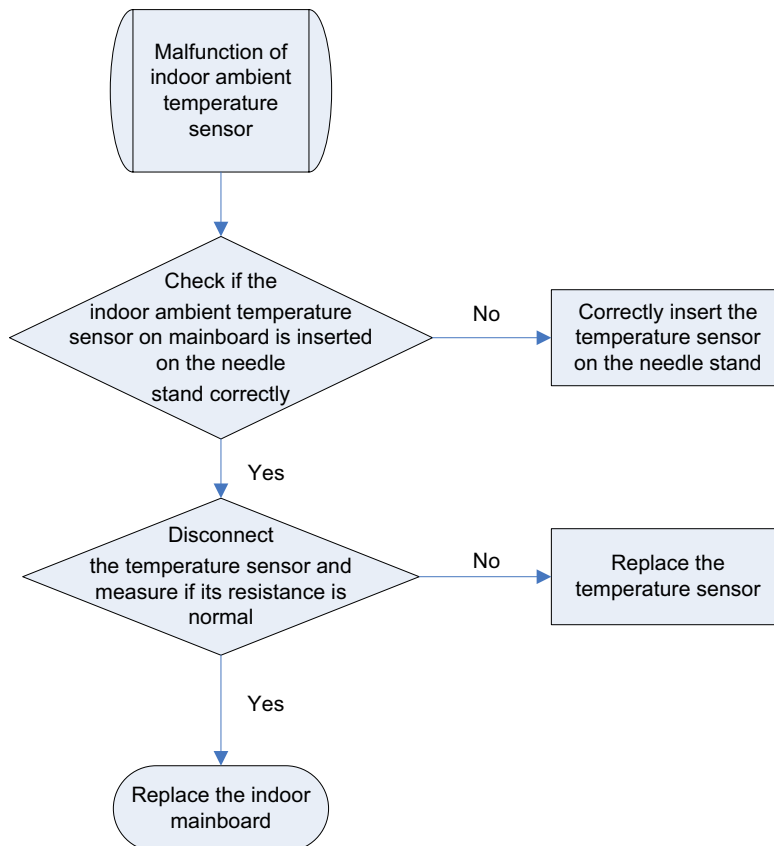 Malfunction of
indoor ambient
temperature
sensor
Check if the
indoor ambient temperature
sensor on mainboard is inserted
on the needle
stand correctly
No
Correctly insert the
temperature sensor
on the needle stand
Yes
Disconnect
the temperature sensor and
measure if its resistance is
normal
No
Replace the
temperature sensor
Yes
Replace the indoor
mainboard